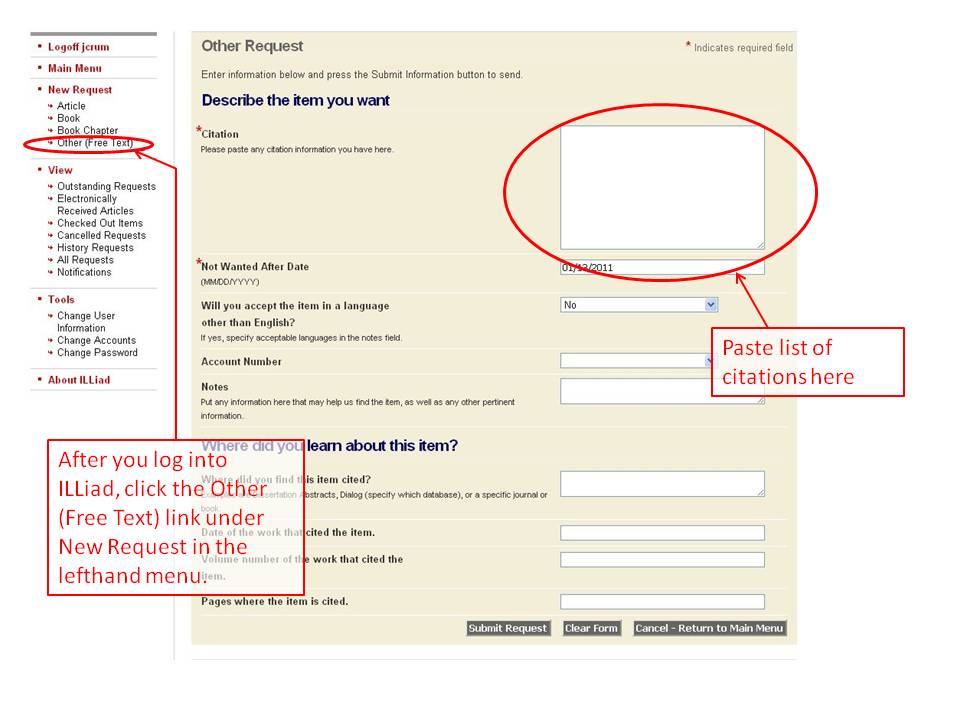 Logoff jcrum
Main Menu
New Request
Article
Book
Book Chapter
Other (Free Text)
View
Outstanding Requests
Electronically
Received Articles
Checked Out Items
Cancelled Requests
History Requests
All Requests
Notifications
Tools
Change User
Information
Change Accounts
Change Password
About ILLiad
Other Request
* Indicates required field
Enter information below and press the Submit Information button to send.
Describe the item you want
*Citation
Please paste any citation information you have here.
*Not Wanted After Date
(MM/DD/YYYY)
01/13/2011
Will you accept the item in a language
other than English?
If yes, specify acceptable languages in the notes field.
No
Account Number
Notes
Put any information here that may help us find the item, as well as any other pertinent
information.
Paste list of
citations here
Where did you learn about this item?
Where did you find this item cited?
Dissertation Abstracts, Dialog (specify which database), or a specific journal or
book.
Date of the work that cited the item.
Volume number of the work that cited the
item.
Pages where the item is cited.
Submit Request
Clear Form
Cancel - Return to Main Menu
After you log into
ILLiad, click the Other
(Free Text) link under
New Request in the
lefthand menu.